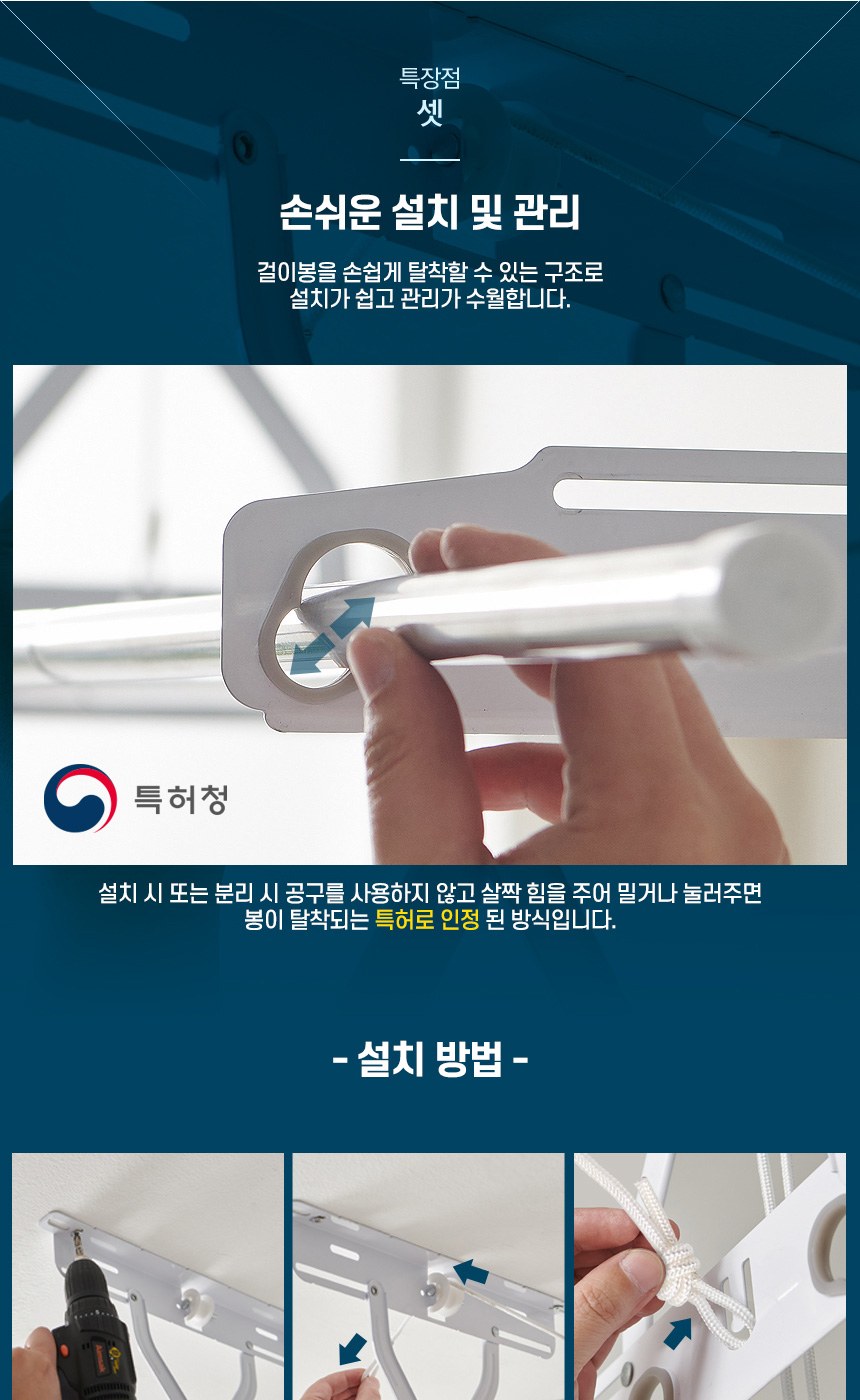 특장점
셋
손쉬운 설치 및 관리
걸이봉을 손쉽게 탈착할 수 있는 구조로
설치가 쉽고 관리가 수월합니다.
특허청
설치 시 또는 분리 시 공구를 사용하지 않고 살짝 힘을 주어 밀거나 눌러주면
봉이 탈착되는 특허로 인정 된 방식입니다.
- 설치 방법 -